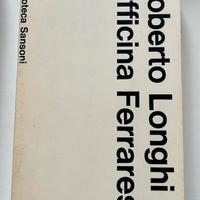 oberto Longhi
fficina Ferrares
oteca Sansoni